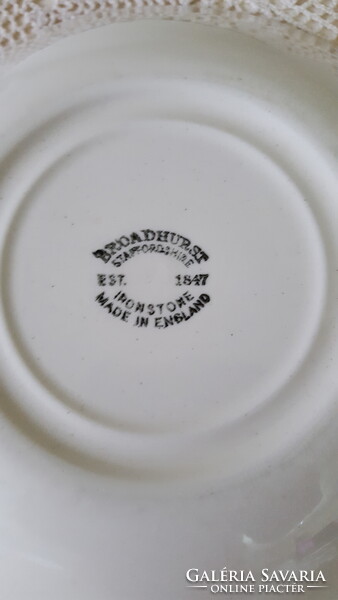 BROADHURST
STAFFORDSHIRE
EST. 1847
IRONSTONE
MADE IN ENGLAND
GALÉRIA SAVARIA
ONLINE PIACTÉR